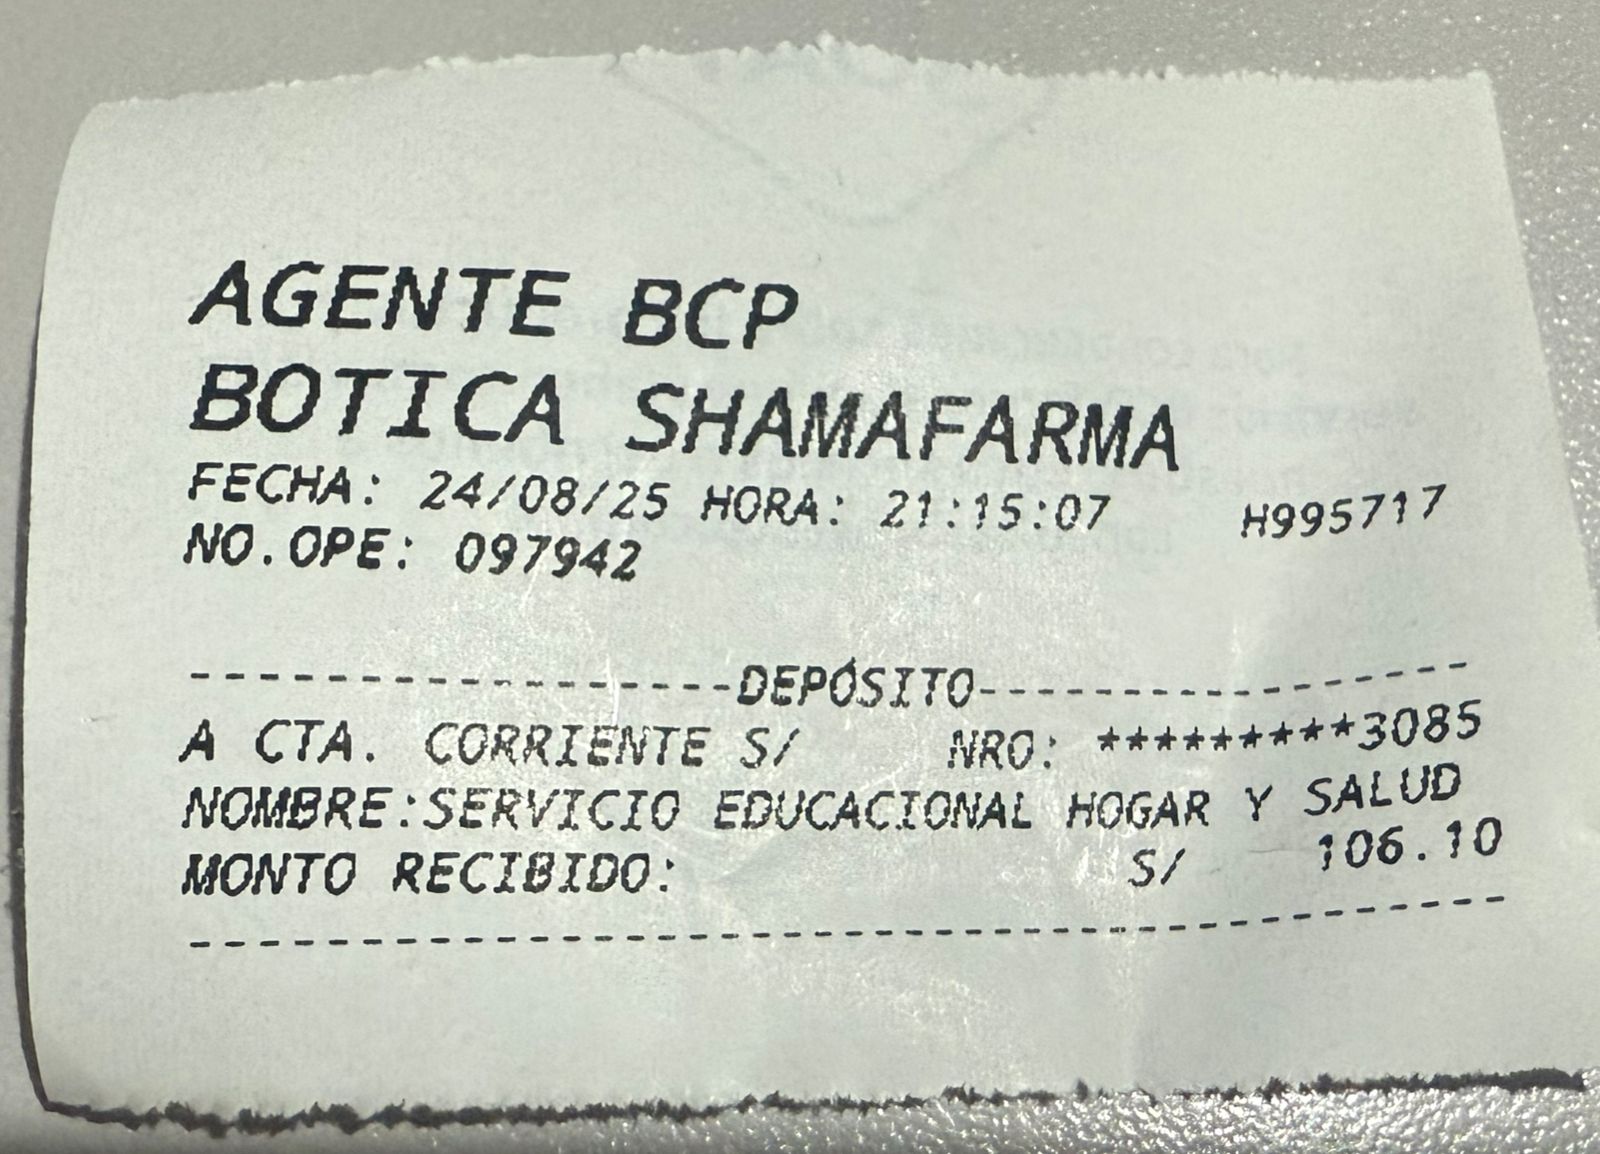 AGENTE BCP
BOTICA SHAMAFARMA
FECHA: 24/08/25 HORA: 21:15:07 H995717
NO.OPE: 097942
------------------DEPÓSITO-----------------
A CTA. CORRIENTE S/ NRO: *********3085
NOMBRE:SERVICIO EDUCACIONAL HOGAR Y SALUD
MONTO RECIBIDO: S/ 106.10
-------------------------------------------